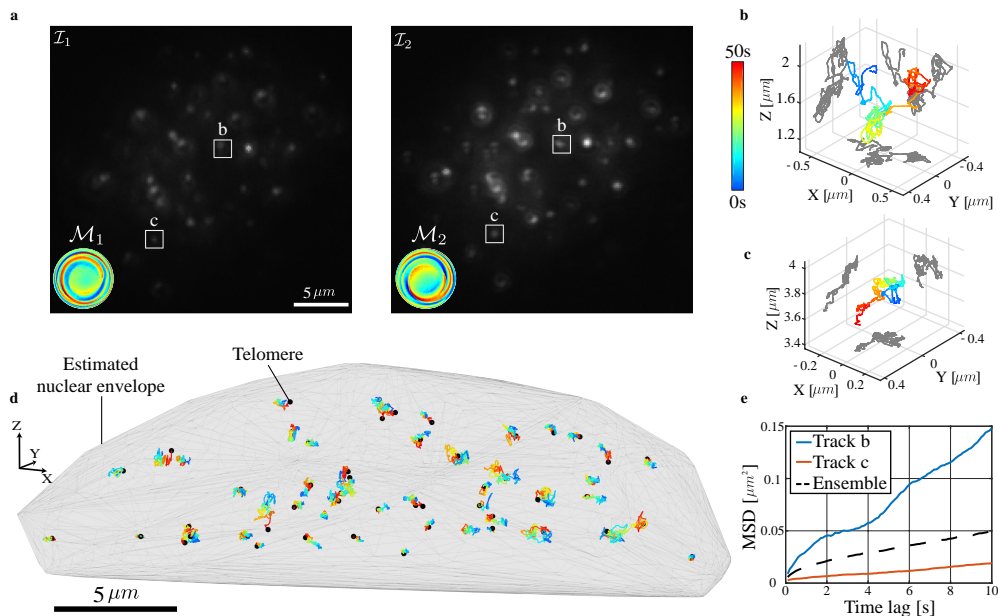 a
I1
b
c
M1
5 μm
I2
b
c
M2
b
50s
0s
2
1.6
1.2
Z [μm]
-0.5
0
0.5
X [μm]
-0.4
0
0.4
Y [μm]
c
4
3.8
3.6
3.4
Z [μm]
-0.2
0
0.2
X [μm]
-0.4
0
0.4
Y [μm]
d
Estimated
nuclear envelope
Telomere
Z
Y
X
5 μm
e
0.15
0.1
0.05
0
MSD [μm²]
Track b
Track c
Ensemble
0 2 4 6 8 10
Time lag [s]